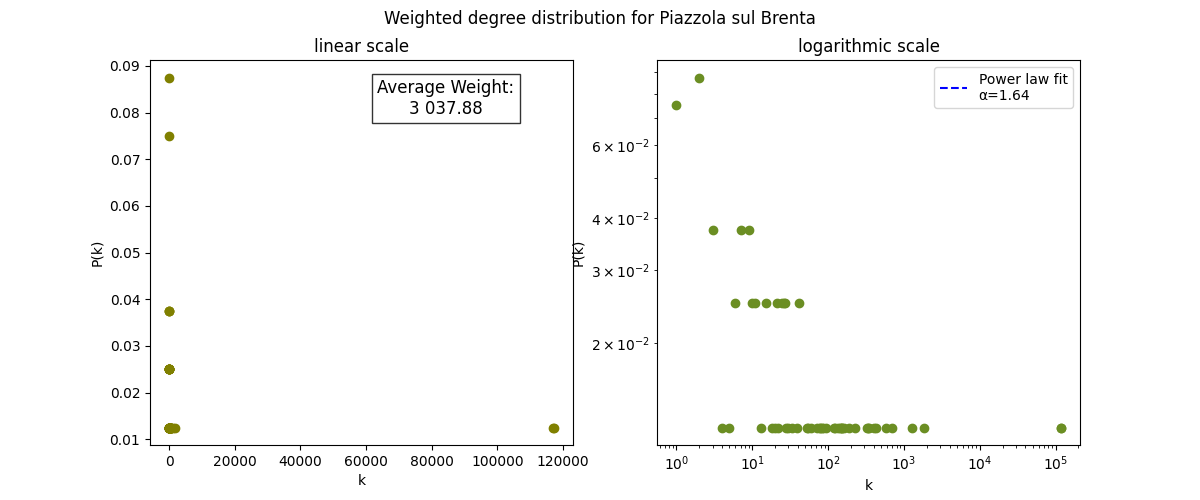 Weighted degree distribution for Piazzola sul Brenta
linear scale
0.09
0.08
0.07
0.06
0.05
0.04
0.03
0.02
0.01
P(k)
Average Weight:
3 037.88
0
20000
40000
60000
80000
100000
120000
k
logarithmic scale
6 × 10⁻²
4 × 10⁻²
3 × 10⁻²
2 × 10⁻²
P(k)
Power law fit
α=1.64
10⁰
10¹
10²
10³
10⁴
10⁵
k